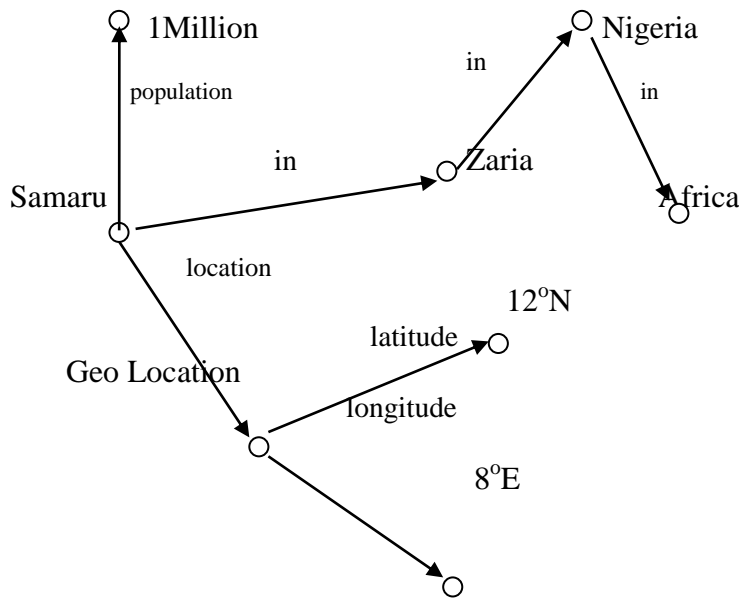 1Million
Nigeria
in
population
in
in
Zaria
Samaru
Africa
location
12°N
latitude
Geo Location
longitude
8°E